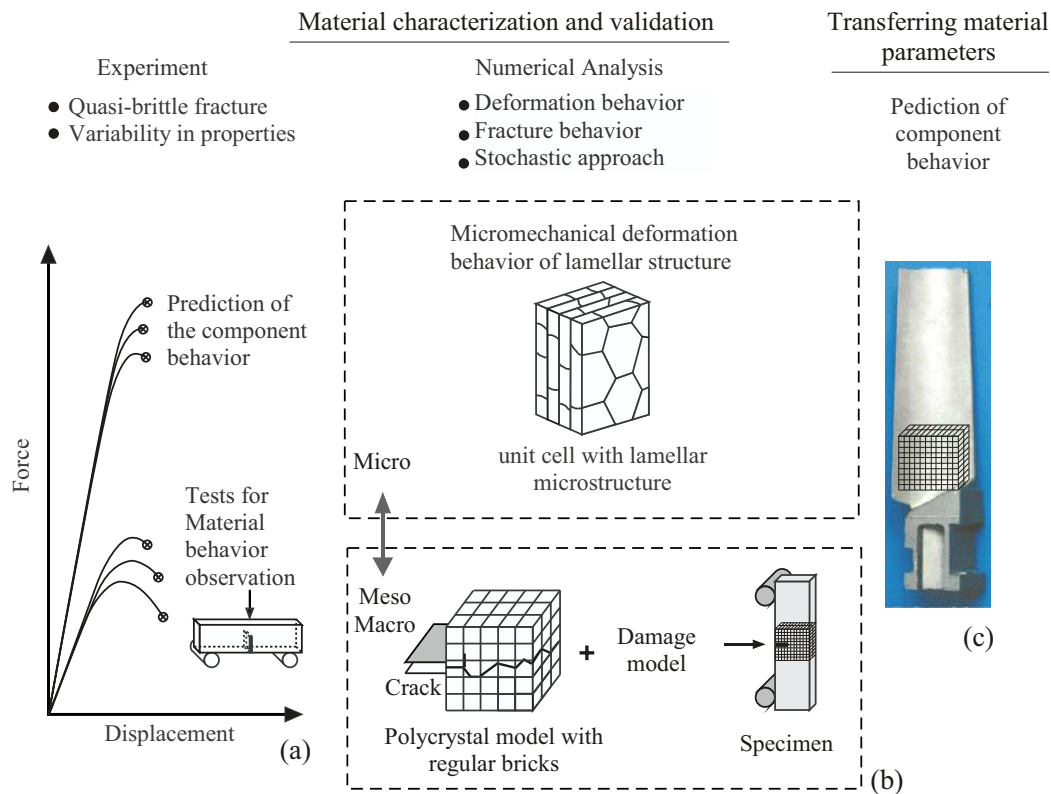 Material characterization and validation
Transferring material
parameters
Experiment
Quasi-brittle fracture
Variability in properties
Numerical Analysis
Deformation behavior
Fracture behavior
Stochastic approach
Pediction of
component
behavior
Force
Displacement
Prediction of
the component
behavior
Tests for
Material
behavior
observation
(a)
Micromechanical deformation
behavior of lamellar structure
unit cell with lamellar
microstructure
Micro
Meso
Macro
Crack
+
Damage
model
Polycrystal model with
regular bricks
Specimen
(b)
(c)